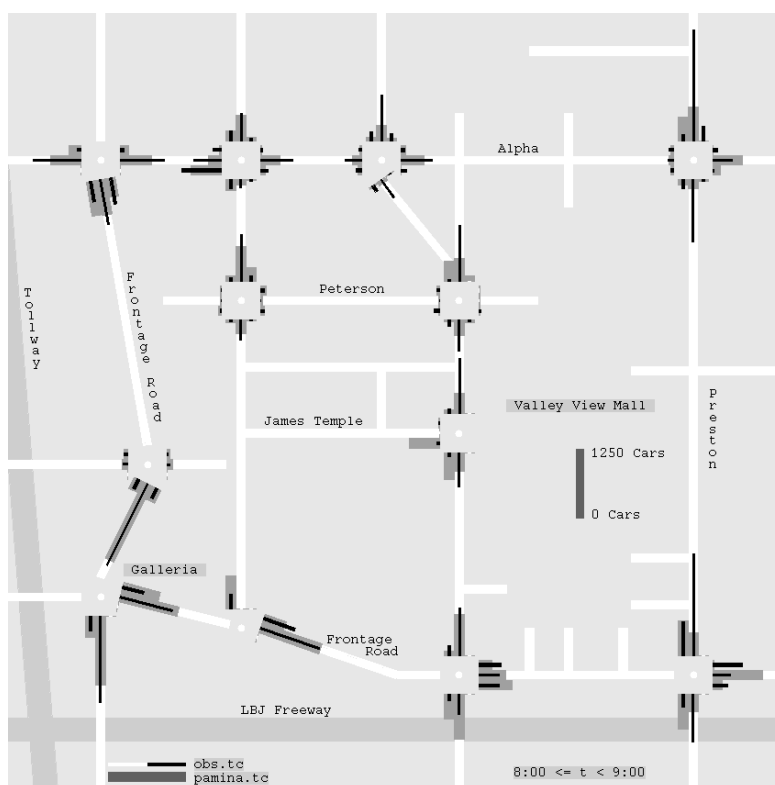 Alpha
Peterson
Tollway
Frontage Road
James Temple
Valley View Mall
Preston
1250 Cars
0 Cars
Galleria
Frontage
Road
LBJ Freeway
obs.tc
pamina.tc
8:00 <= t < 9:00